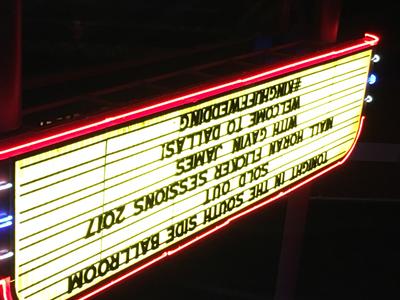 TONIGHT IN THE SOUTH SIDE BALLROOM
SOLD OUT
NIALL HORAN FLICKER SESSIONS 2017
WITH GAVIN JAMES
WELCOME TO DALLAS!
#KINGHUFFWEDDING